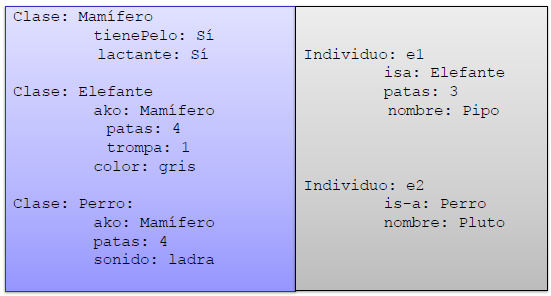 Clase: Mamífero
tienePelo: Sí
lactante: Sí
Clase: Elefante
ako: Mamífero
patas: 4
trompa: 1
color: gris
Clase: Perro:
ako: Mamífero
patas: 4
sonido: ladra
Individuo: e1
isa: Elefante
patas: 3
nombre: Pipo
Individuo: e2
is-a: Perro
nombre: Pluto